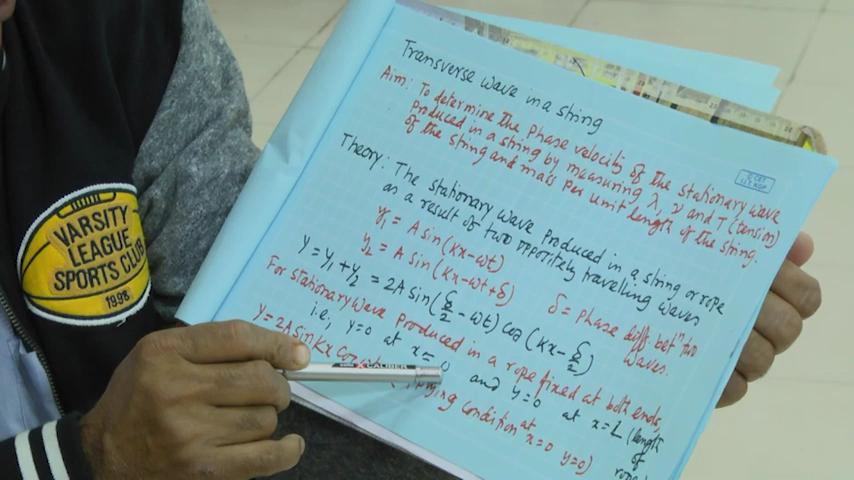 Transverse wave in a string
Aim: To determine the Phase velocity of the stationary wave
produced in a string by measuring λ, ν and T (tension)
of the string and mass per unit length of the string.
Theory: The stationary wave produced in a string or rope
as a result of two oppositely travelling waves
y₁ = A sin(kx-ωt)
y₂ = A sin(kx-ωt+δ)
δ = phase diff. betⁿ two
waves.
y = y₁ + y₂ = 2A sin(δ/2 - ωt) cos(kx - δ/2)
For stationary wave produced in a rope fixed at both ends,
i.e., y=0 at x=0 and y=0 at x=L (length
of
y = 2A sin kx cos
condition at
x=0 y=0)
VARSITY
LEAGUE
SPORTS CLUB
1998
XCALIBER